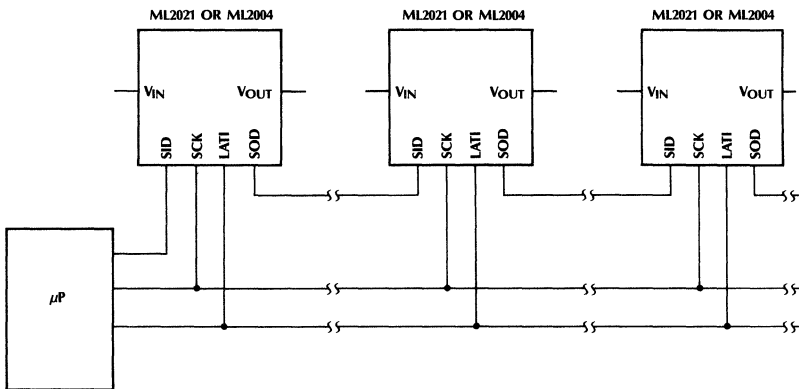 ML2021 OR ML2004
ML2021 OR ML2004
ML2021 OR ML2004
VIN
VOUT
VIN
VOUT
VIN
VOUT
SID
SCK
LATI
SOD
SID
SCK
LATI
SOD
SID
SCK
LATI
SOD
μP